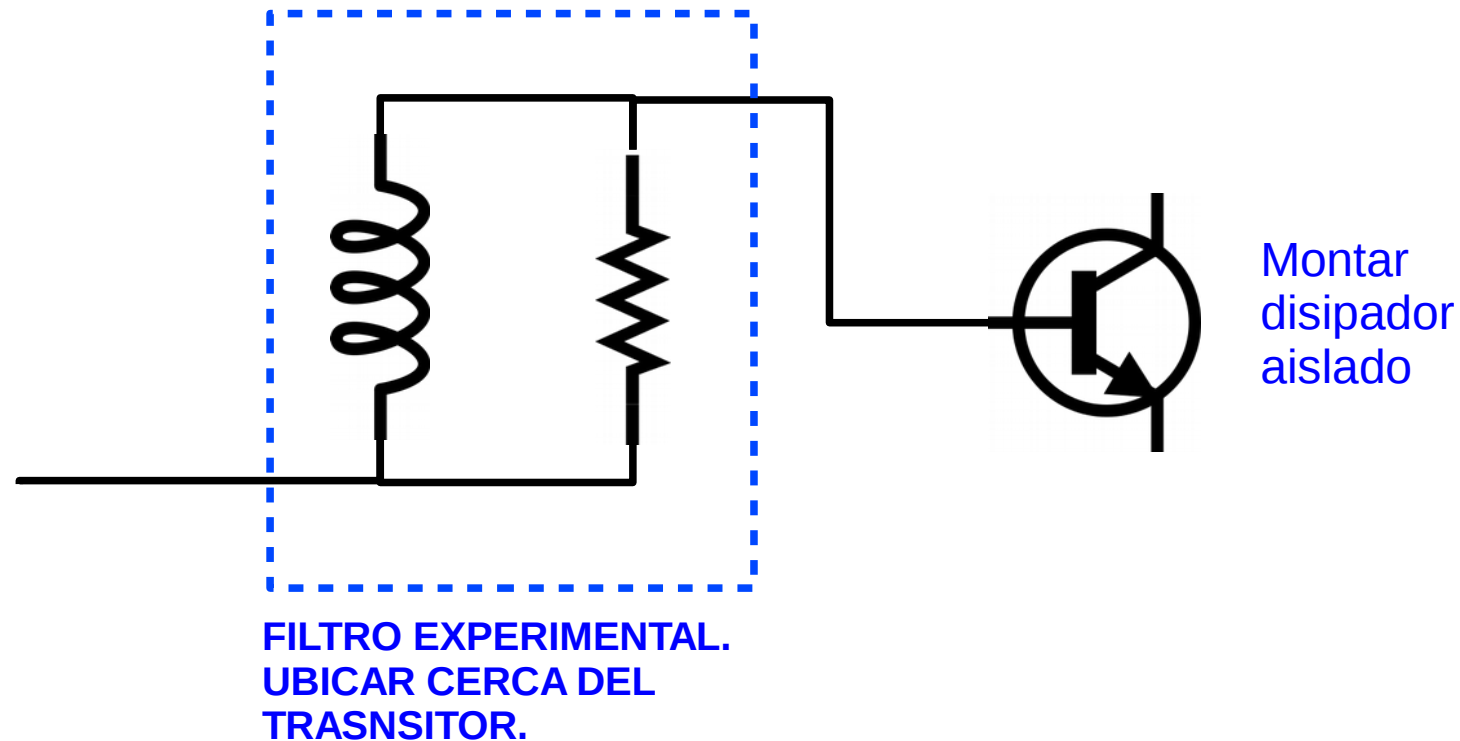 Montar
disipador
aislado
FILTRO EXPERIMENTAL.
UBICAR CERCA DEL
TRASNSITOR.